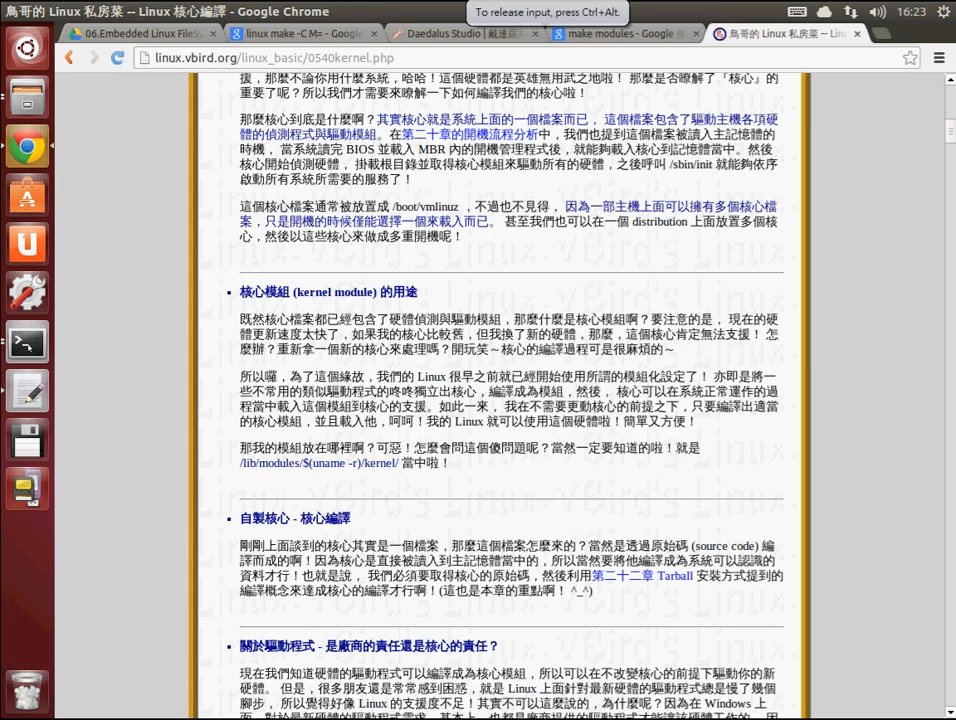 鳥哥的 Linux 私房菜 -- Linux 核心編譯 - Google Chrome
To release input, press Ctrl+Alt.
16:23
06.Embedded Linux FileSy
linux make -C M= - Google
Daedalus Studio | 戴達羅
make modules - Google
鳥哥的 Linux 私房菜 -- Lin
linux.vbird.org/linux_basic/0540kernel.php
援，那麼不論你用什麼系統，哈哈！這個硬體都是英雄無用武之地啦！ 那麼是否瞭解了『核心』的
重要了呢？所以我們才需要來瞭解一下如何編譯我們的核心啦！
那麼核心到底是什麼啊？其實核心就是系統上面的一個檔案而已， 這個檔案包含了驅動主機各項硬
體的偵測程式與驅動模組。在第二十章的開機流程分析中，我們也提到這個檔案被讀入主記憶體的
時機， 當系統讀完 BIOS 並載入 MBR 內的開機管理程式後，就能夠載入核心到記憶體當中。然後
核心開始偵測硬體， 掛載根目錄並取得核心模組來驅動所有的硬體，之後呼叫 /sbin/init 就能夠依序
啟動所有系統所需要的服務了！
這個核心檔案通常被放置成 /boot/vmlinuz ，不過也不見得， 因為一部主機上面可以擁有多個核心檔
案，只是開機的時候僅能選擇一個來載入而已。 甚至我們也可以在一個 distribution 上面放置多個核
心，然後以這些核心來做成多重開機呢！
核心模組 (kernel module) 的用途
既然核心檔案都已經包含了硬體偵測與驅動模組，那麼什麼是核心模組啊？要注意的是， 現在的硬
體更新速度太快了，如果我的核心比較舊，但我換了新的硬體，那麼，這個核心肯定無法支援！ 怎
麼辦？重新拿一個新的核心來處理嗎？開玩笑～核心的編譯過程可是很麻煩的～
所以囉，為了這個緣故，我們的 Linux 很早之前就已經開始使用所謂的模組化設定了！ 亦即是將一
些不常用的類似驅動程式的咚咚獨立出核心，編譯成為模組，然後， 核心可以在系統正常運作的過
程當中載入這個模組到核心的支援。如此一來， 我在不需要更動核心的前提之下，只要編譯出適當
的核心模組，並且載入他，呵呵！我的 Linux 就可以使用這個硬體啦！簡單又方便！
那我的模組放在哪裡啊？可惡！怎麼會問這個傻問題呢？當然一定要知道的啦！就是
/lib/modules/$(uname -r)/kernel/ 當中啦！
自製核心 - 核心編譯
剛剛上面談到的核心其實是一個檔案，那麼這個檔案怎麼來的？當然是透過原始碼 (source code) 編
譯而成的啊！因為核心是直接被讀入到主記憶體當中的，所以當然要將他編譯成為系統可以認識的
資料才行！也就是說， 我們必須要取得核心的原始碼，然後利用第二十二章 Tarball 安裝方式提到的
編譯概念來達成核心的編譯才行啊！(這也是本章的重點啊！ ^_^)
關於驅動程式 - 是廠商的責任還是核心的責任？
現在我們知道硬體的驅動程式可以編譯成為核心模組，所以可以在不改變核心的前提下驅動你的新
硬體。 但是，很多朋友還是常常感到困惑，就是 Linux 上面針對最新硬體的驅動程式總是慢了幾個
腳步， 所以覺得好像 Linux 的支援度不足！其實不可以這麼說的，為什麼呢？因為在 Windows 上
面，對於最新硬體的驅動程式需求，基本上，也都是廠商提供的驅動程式才能讓該硬體工作的， 因